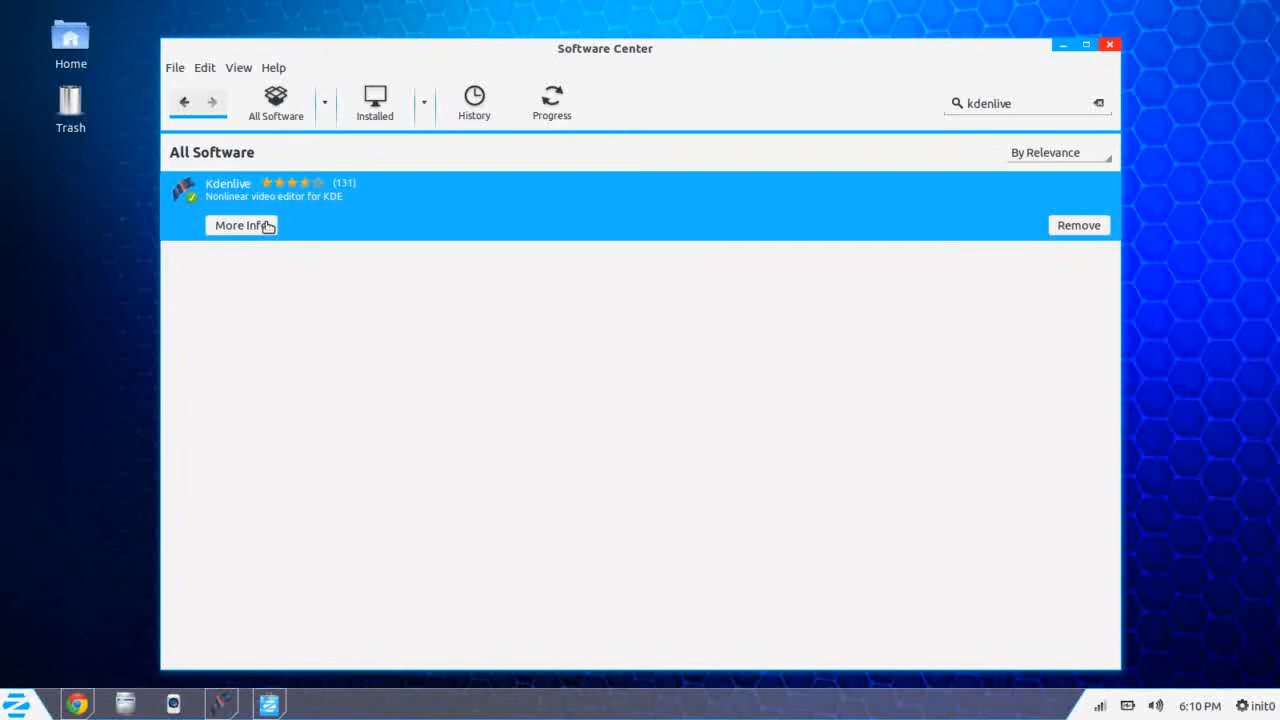 Home
Trash
Software Center
File Edit View Help
All Software
Installed
History
Progress
kdenlive
All Software
By Relevance
Kdenlive (131)
Nonlinear video editor for KDE
More Info
Remove
6:10 PM init0